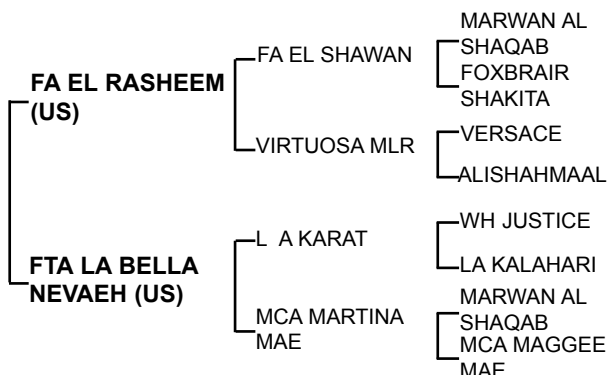 MARWAN AL
SHAQAB
FA EL SHAWAN
FOXBRAIR
SHAKITA
FA EL RASHEEM
(US)
VERSACE
VIRTUOSA MLR
ALISHAHMAAL
WH JUSTICE
L A KARAT
LA KALAHARI
FTA LA BELLA
NEVAEH (US)
MARWAN AL
SHAQAB
MCA MARTINA
MAE
MCA MAGGEE
MAE